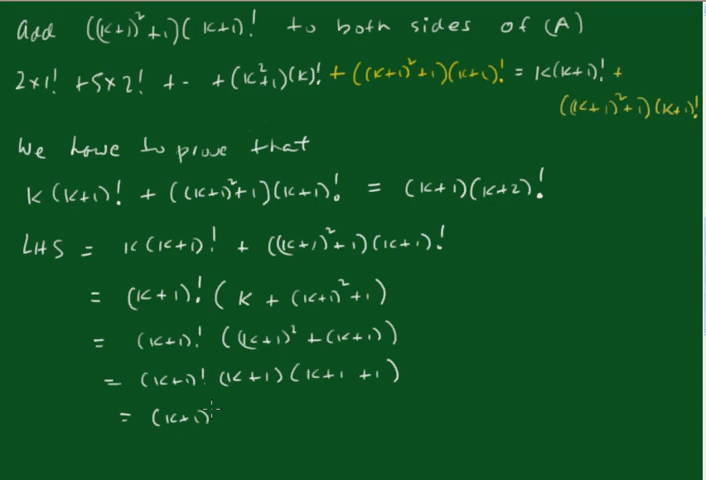 add ((k+1)²+1)(k+1)! to both sides of (A)
2×1! +5×2! + - +(k²+1)(k)! +((k+1)²+1)(k+1)! = k(k+1)! +
((k+1)²+1)(k+1)!
We have to prove that
k(k+1)! + ((k+1)²+1)(k+1)! = (k+1)(k+2)!
LHS = k(k+1)! + ((k+1)²+1)(k+1)!
= (k+1)! (k + (k+1)²+1)
= (k+1)! ((k+1)² +(k+1))
= (k+1)! (k+1)(k+1 +1)
= (k+1)